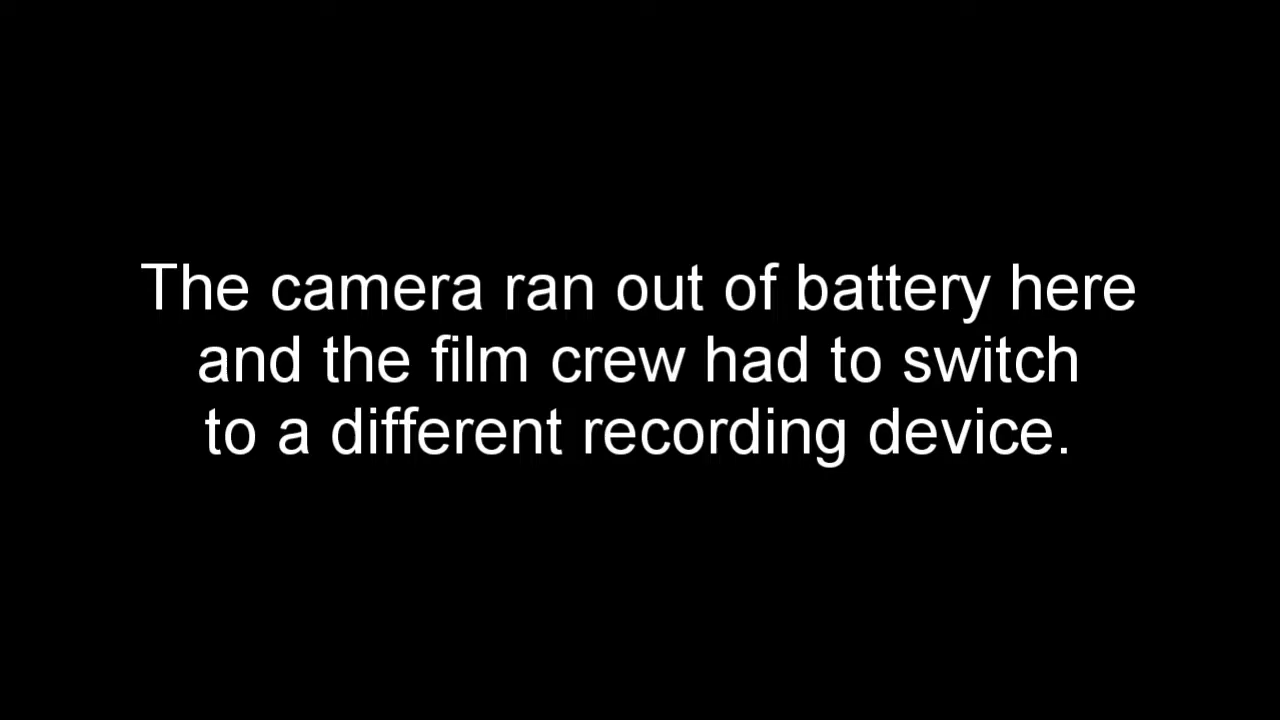 The camera ran out of battery here
and the film crew had to switch
to a different recording device.